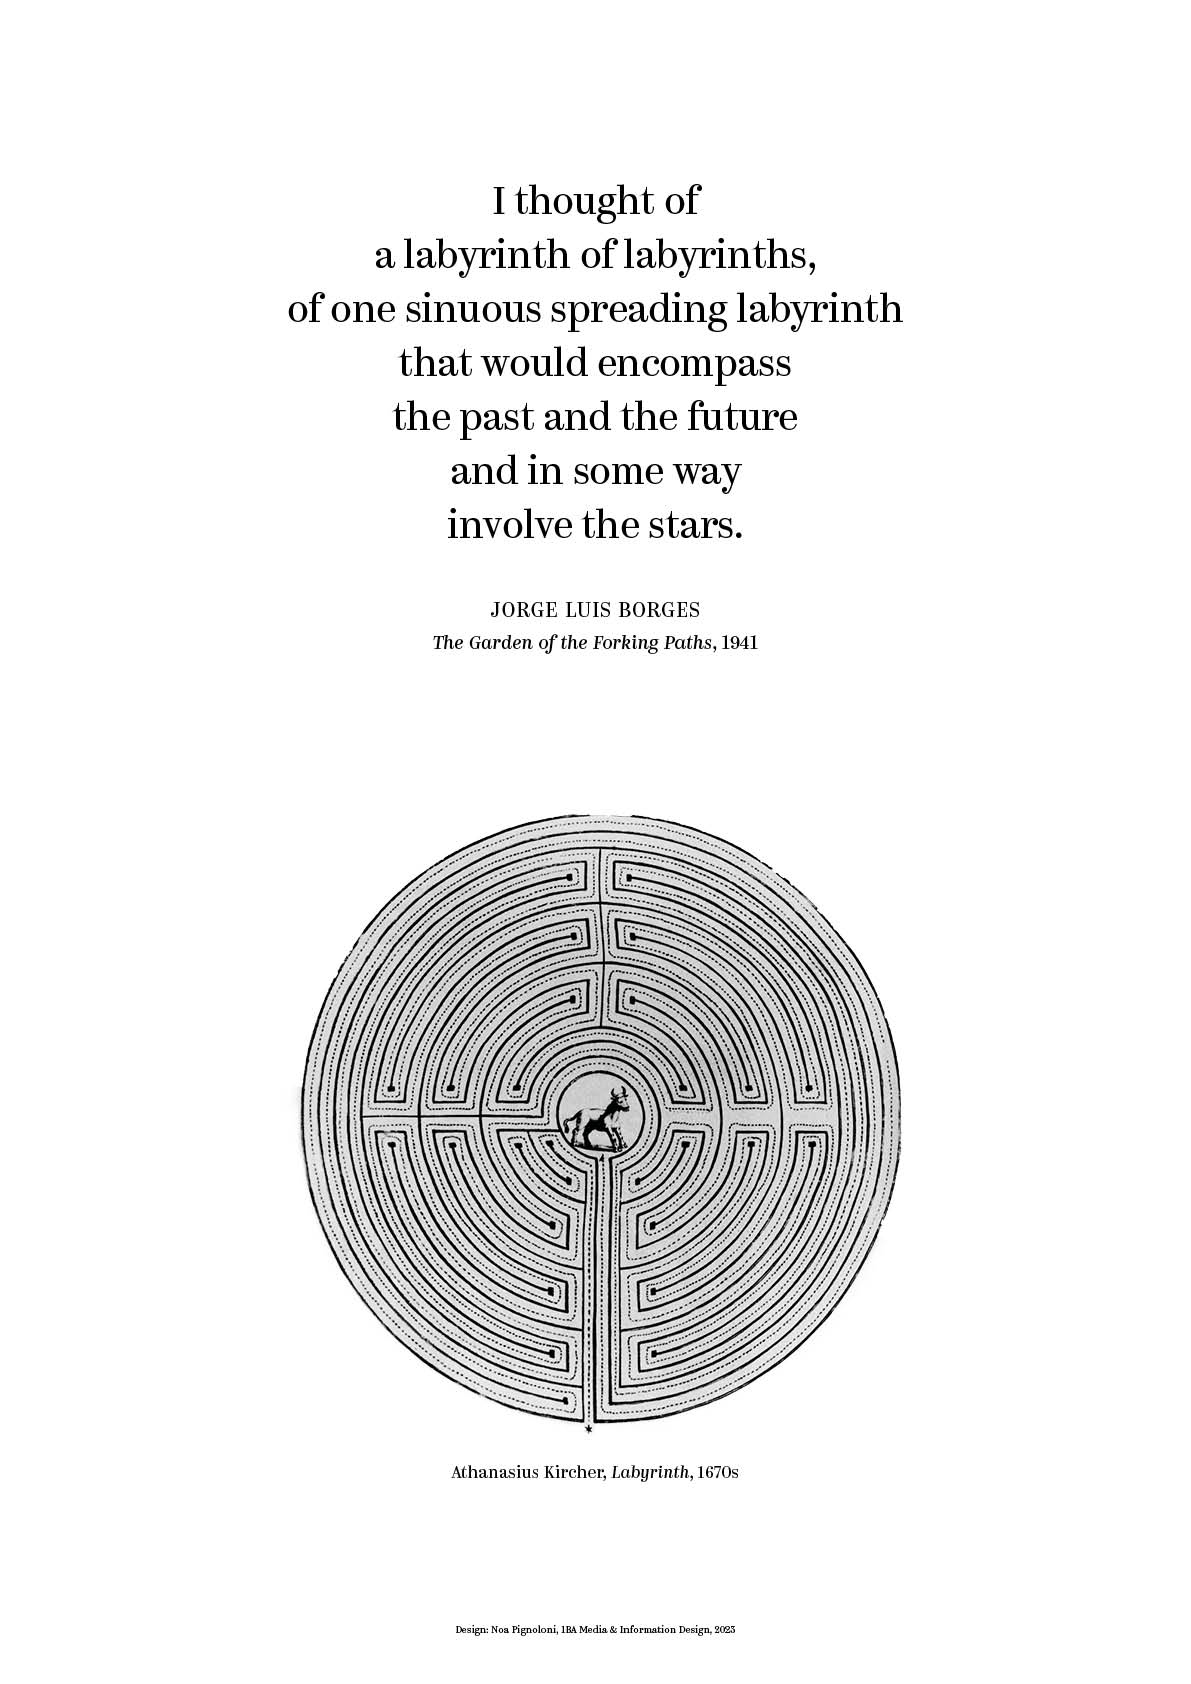 I thought of
a labyrinth of labyrinths,
of one sinuous spreading labyrinth
that would encompass
the past and the future
and in some way
involve the stars.
JORGE LUIS BORGES
The Garden of the Forking Paths, 1941
Athanasius Kircher, Labyrinth, 1670s
Design: Noa Pignoloni, 1BA Media & Information Design, 2023